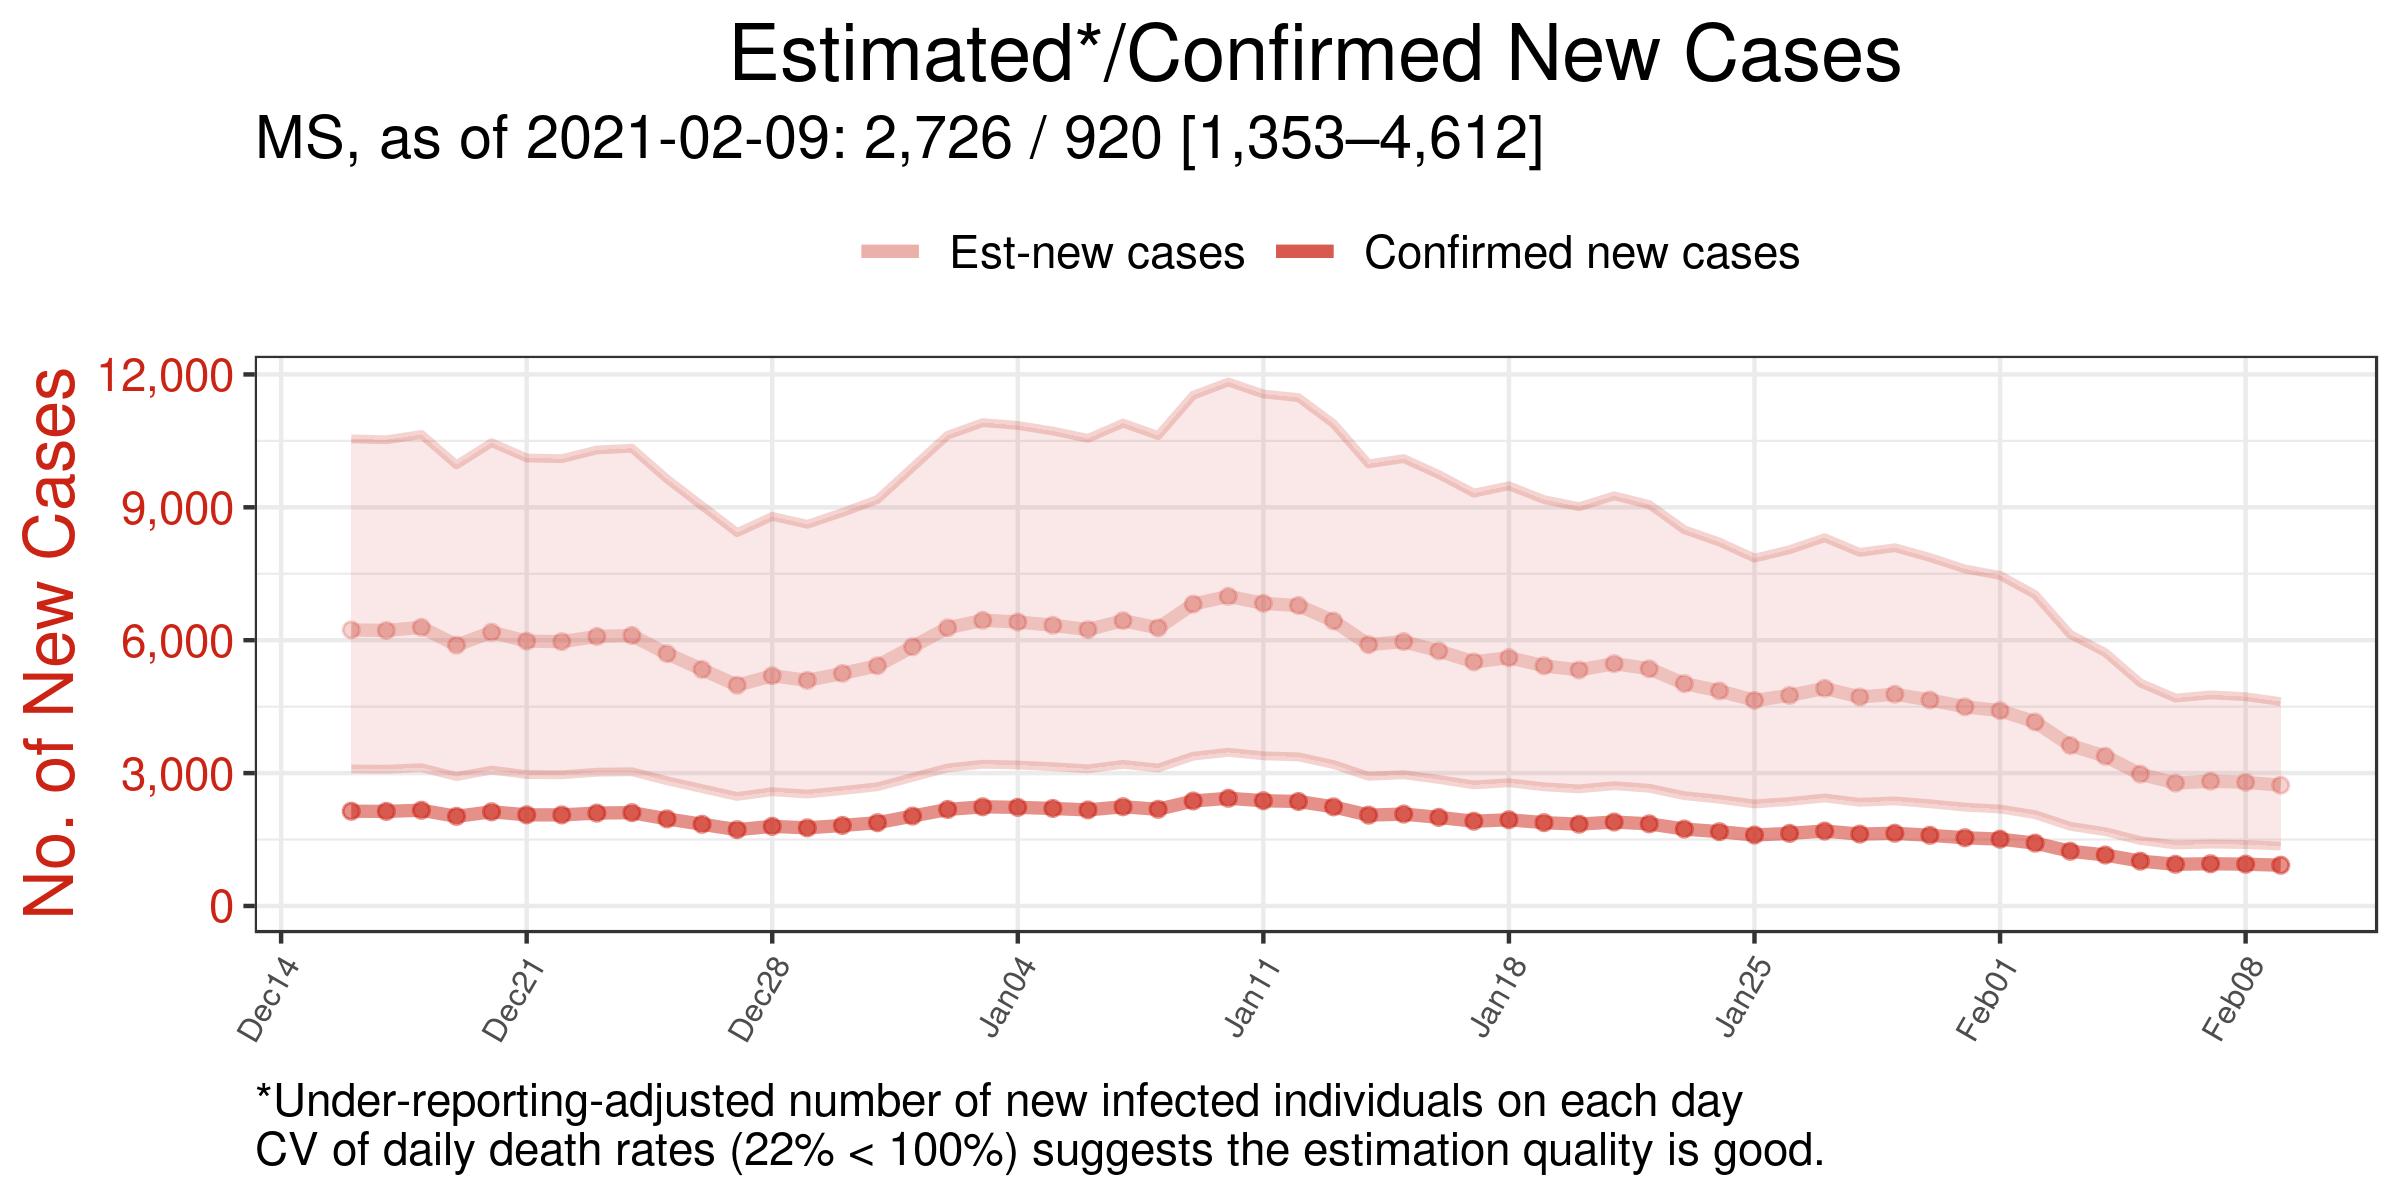 Estimated*/Confirmed New Cases
MS, as of 2021-02-09: 2,726 / 920 [1,353–4,612]
Est-new cases
Confirmed new cases
No. of New Cases
12,000
9,000
6,000
3,000
0
Dec14
Dec21
Dec28
Jan04
Jan11
Jan18
Jan25
Feb01
Feb08
*Under-reporting-adjusted number of new infected individuals on each day
CV of daily death rates (22% < 100%) suggests the estimation quality is good.